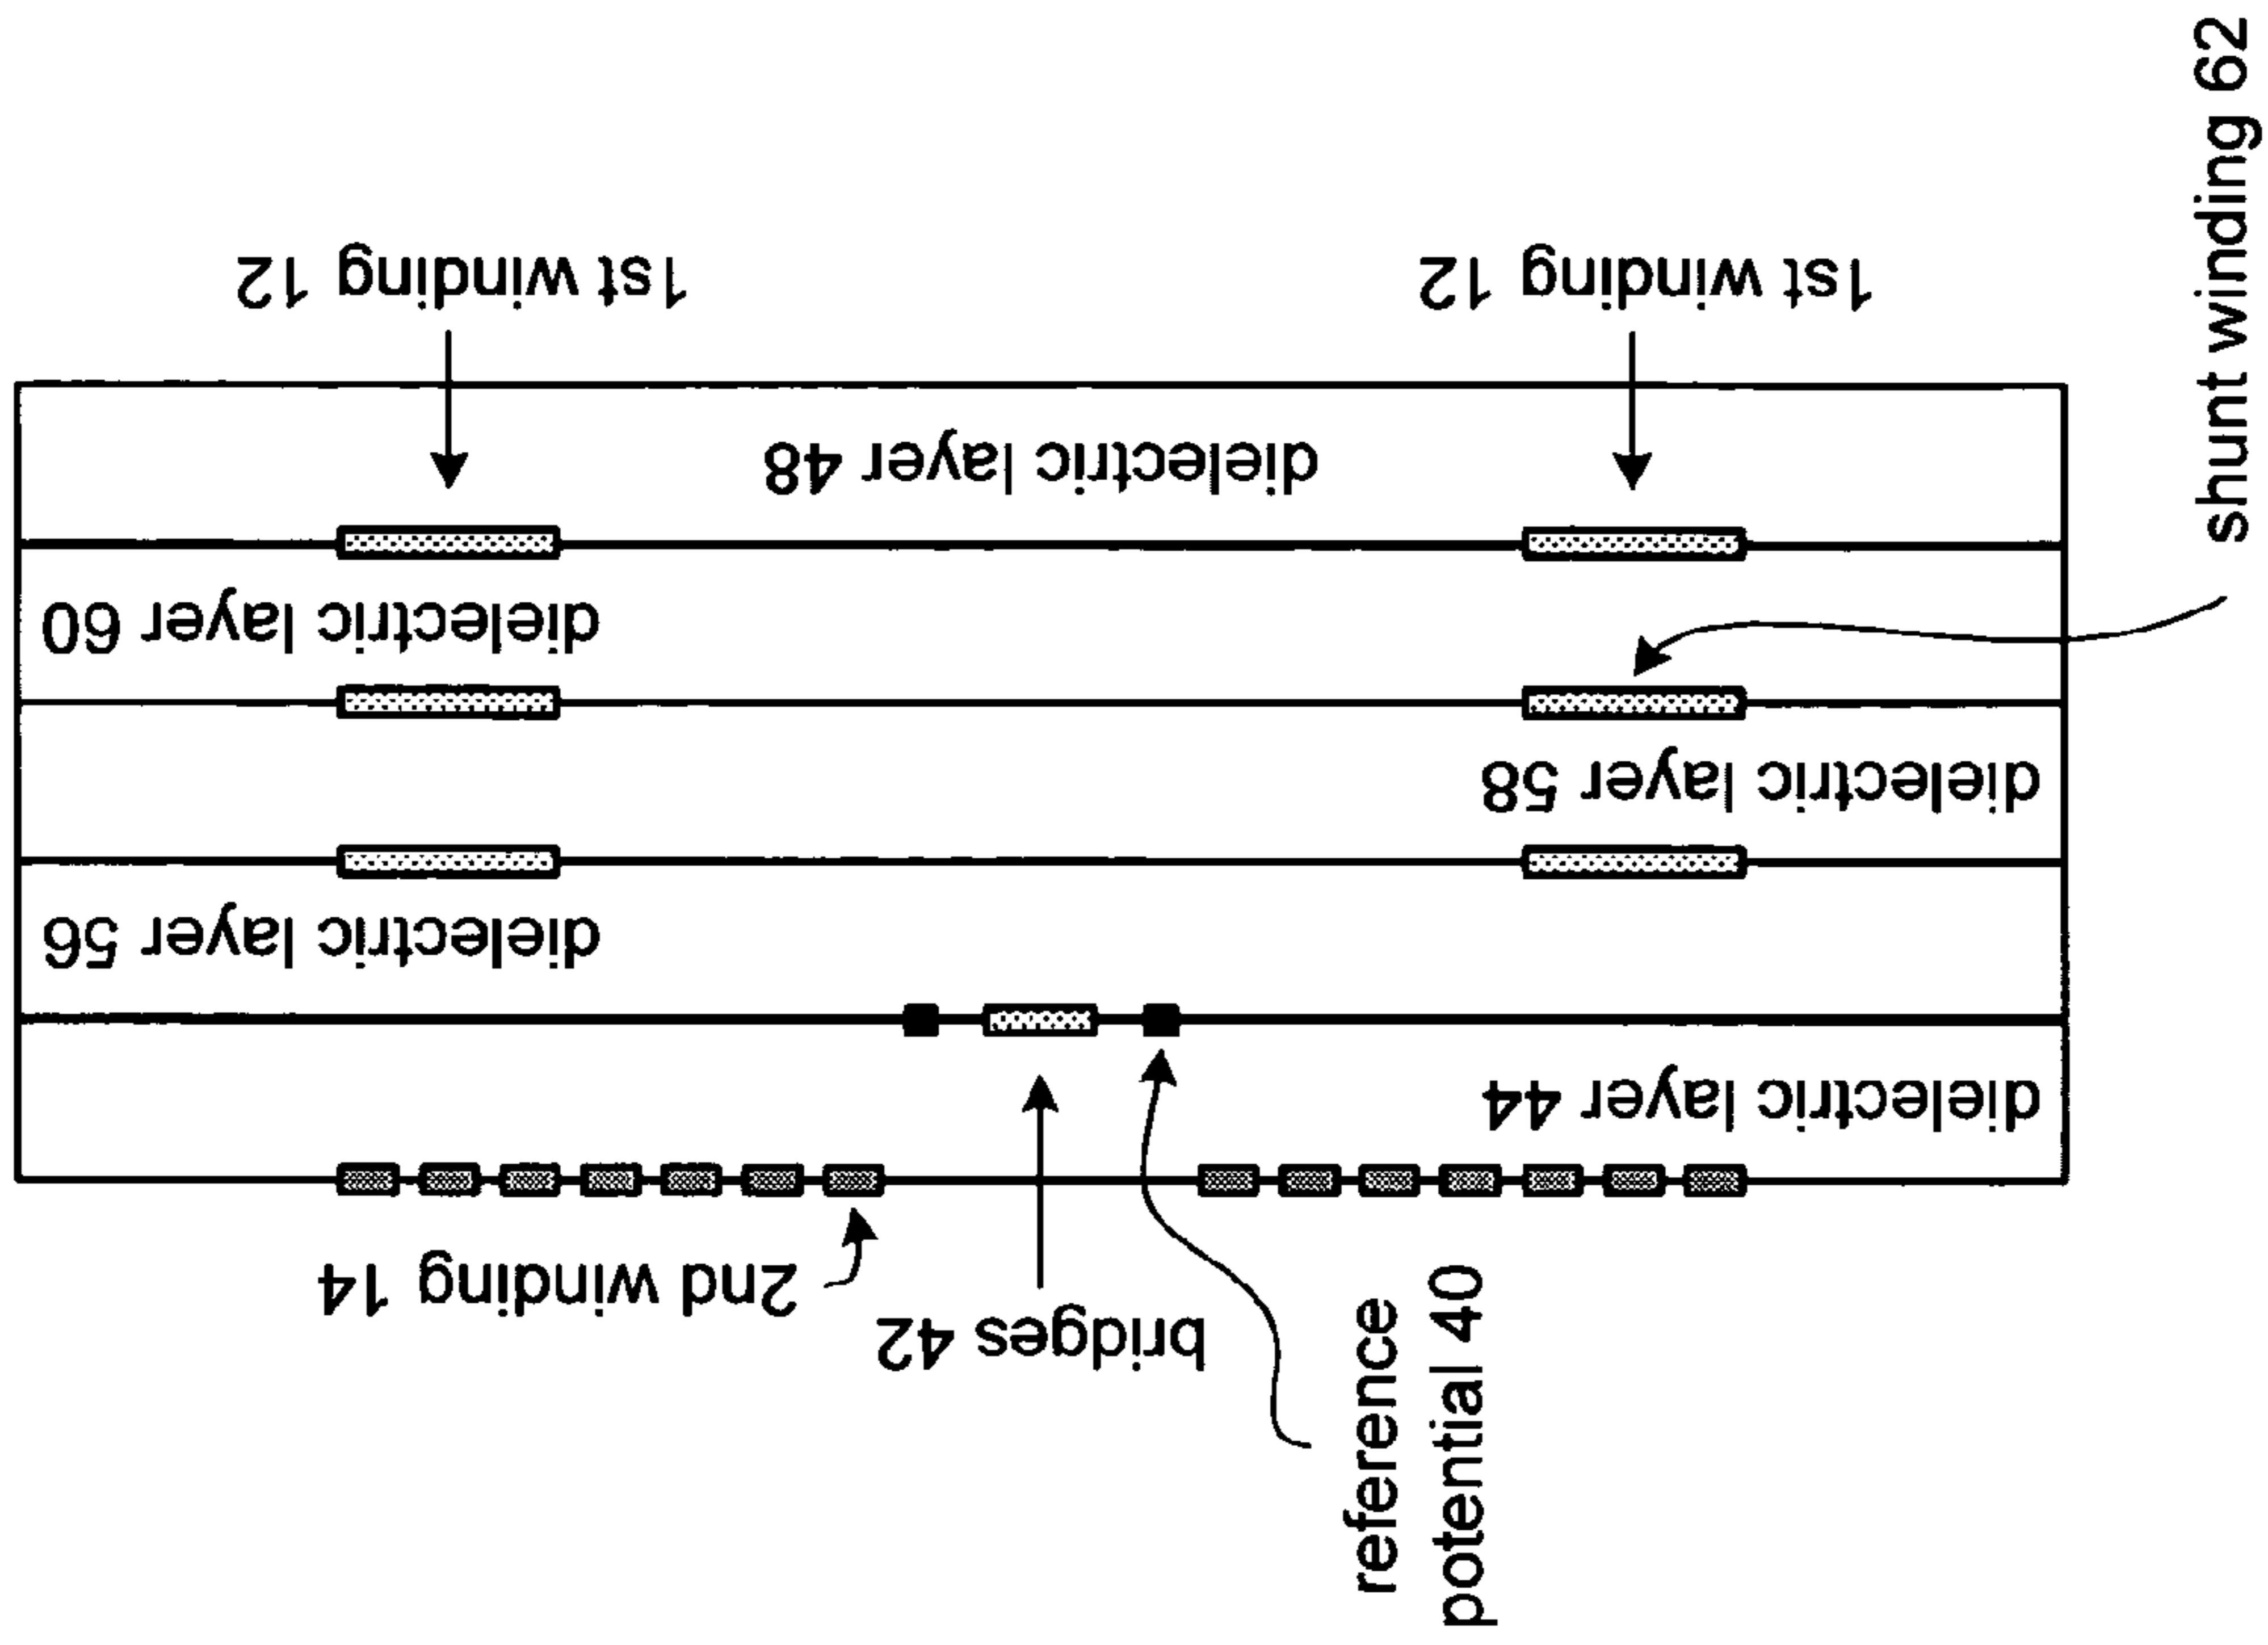 reference
potential 40
bridges 42
2nd winding 14
dielectric layer 44
dielectric layer 56
dielectric layer 58
dielectric layer 60
dielectric layer 48
1st winding 12
1st winding 12
shunt winding 62